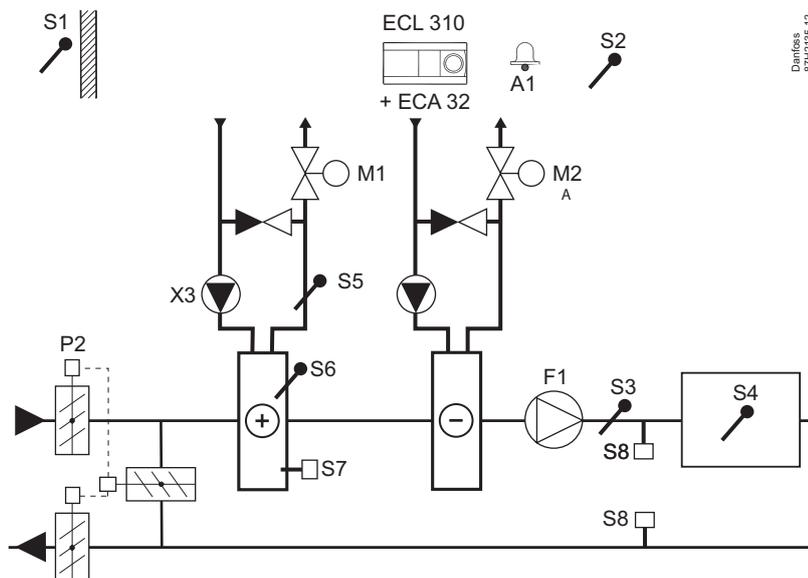 S1
ECL 310
S2
A1
+ ECA 32
Danfoss
M1
M2
A
S5
X3
P2
S6
F1
S3
S4
S8
S7
S8